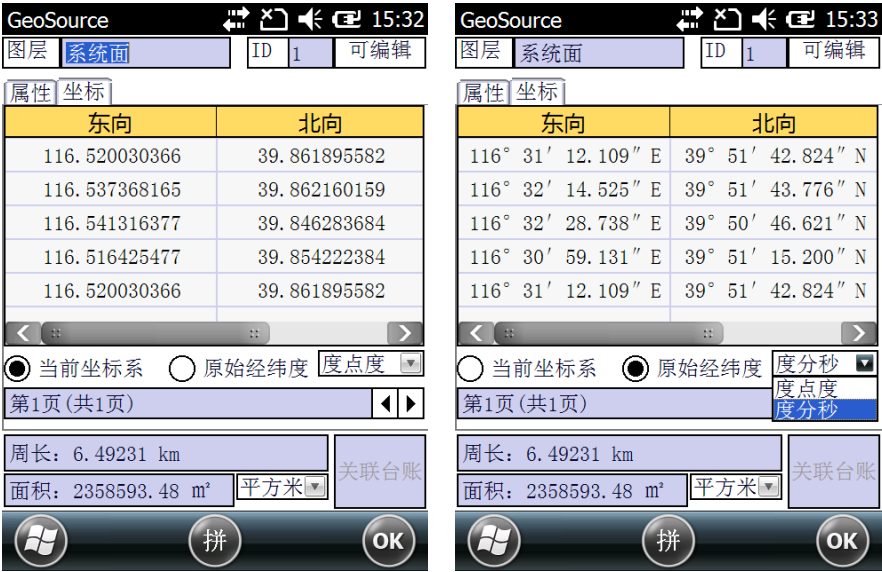 GeoSource 15:32
图层 系统面 ID 1 可编辑
属性 坐标
东向 北向
116.520030366 39.861895582
116.537368165 39.862160159
116.541316377 39.846283684
116.516425477 39.854222384
116.520030366 39.861895582
当前坐标系 原始经纬度 度点度
第1页(共1页)
周长: 6.49231 km
面积: 2358593.48 m² 平方米
关联台账
拼 OK
GeoSource 15:33
图层 系统面 ID 1 可编辑
属性 坐标
东向 北向
116° 31′ 12.109″ E 39° 51′ 42.824″ N
116° 32′ 14.525″ E 39° 51′ 43.776″ N
116° 32′ 28.738″ E 39° 50′ 46.621″ N
116° 30′ 59.131″ E 39° 51′ 15.200″ N
116° 31′ 12.109″ E 39° 51′ 42.824″ N
当前坐标系 原始经纬度 度分秒
度点度
度分秒
第1页(共1页)
周长: 6.49231 km
面积: 2358593.48 m² 平方米
关联台账
拼 OK